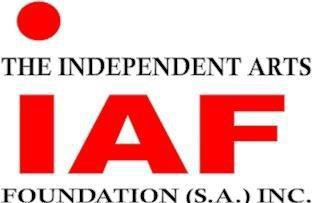 THE INDEPENDENT ARTS
IAF
FOUNDATION (S.A.) INC.